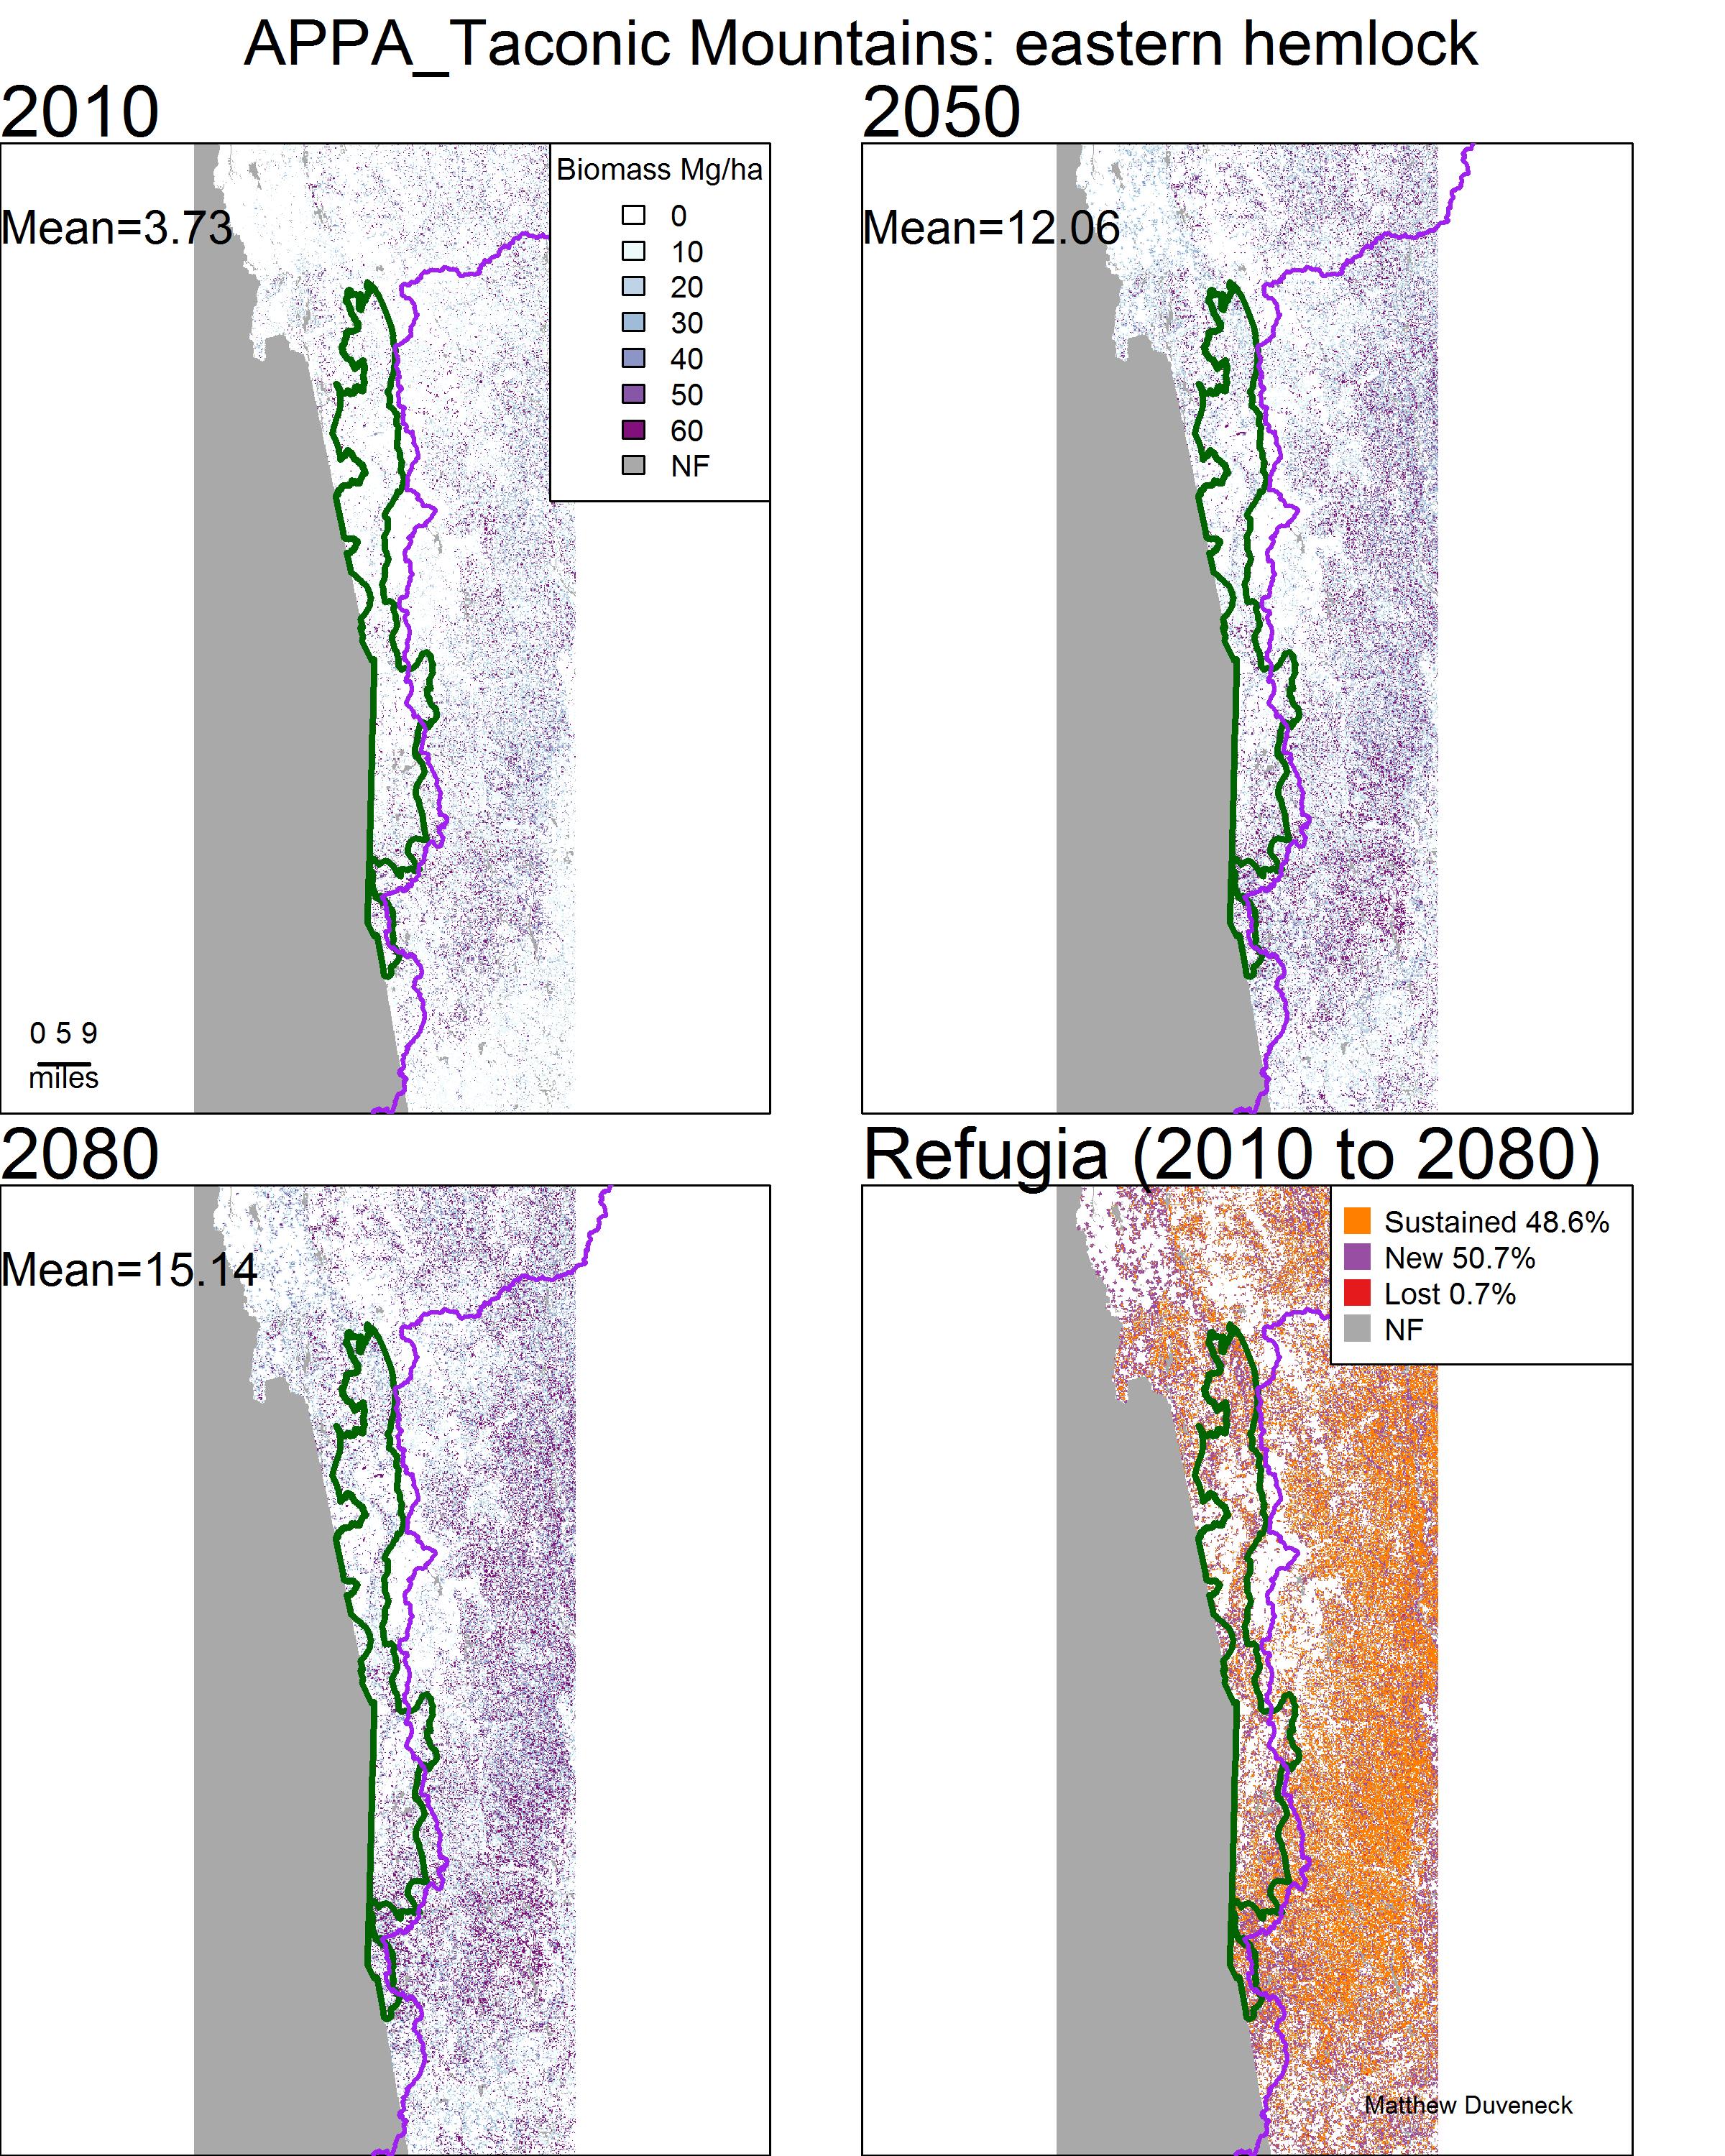 APPA_Taconic Mountains: eastern hemlock
2010
2050
Mean=3.73
Biomass Mg/ha
0
10
20
30
40
50
60
NF
0 5 9
miles
Mean=12.06
2080
Refugia (2010 to 2080)
Mean=15.14
Sustained 48.6%
New 50.7%
Lost 0.7%
NF
Matthew Duveneck